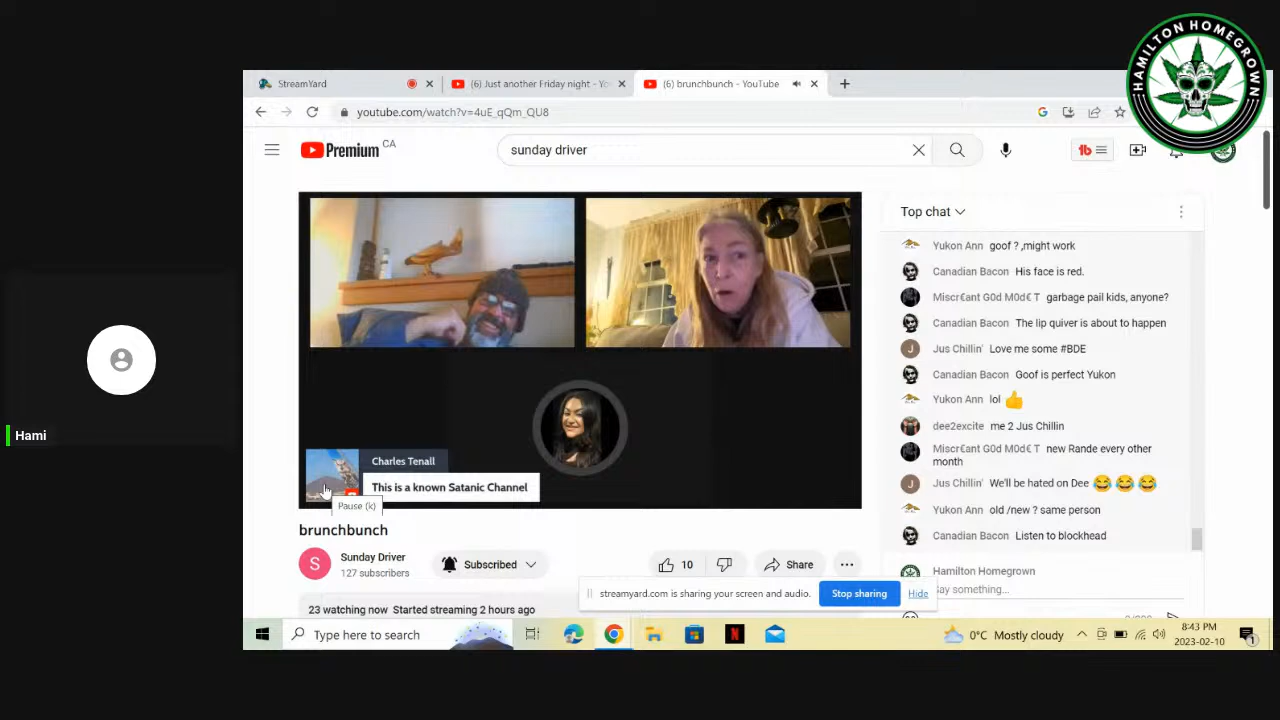 HAMILTON HOMEGROWN
StreamYard
(6) Just another Friday night - Yo
(6) brunchbunch - YouTube
youtube.com/watch?v=4uE_qQm_QU8
Premium CA
sunday driver
Top chat
Yukon Ann goof ? ,might work
Canadian Bacon His face is red.
Miscr€ant G0d M0d€ T garbage pail kids, anyone?
Canadian Bacon The lip quiver is about to happen
Jus Chillin' Love me some #BDE
Canadian Bacon Goof is perfect Yukon
Yukon Ann lol 👍
dee2excite me 2 Jus Chillin
Miscr€ant G0d M0d€ T new Rande every other
month
Jus Chillin' We'll be hated on Dee 😂😂😂
Yukon Ann old /new ? same person
Canadian Bacon Listen to blockhead
Hamilton Homegrown
Say something...
Charles Tenall
This is a known Satanic Channel
Pause (k)
brunchbunch
S
Sunday Driver
127 subscribers
Subscribed
10
Share
23 watching now Started streaming 2 hours ago
streamyard.com is sharing your screen and audio.
Stop sharing
Hide
Type here to search
0°C Mostly cloudy
8:43 PM
2023-02-10
Hami